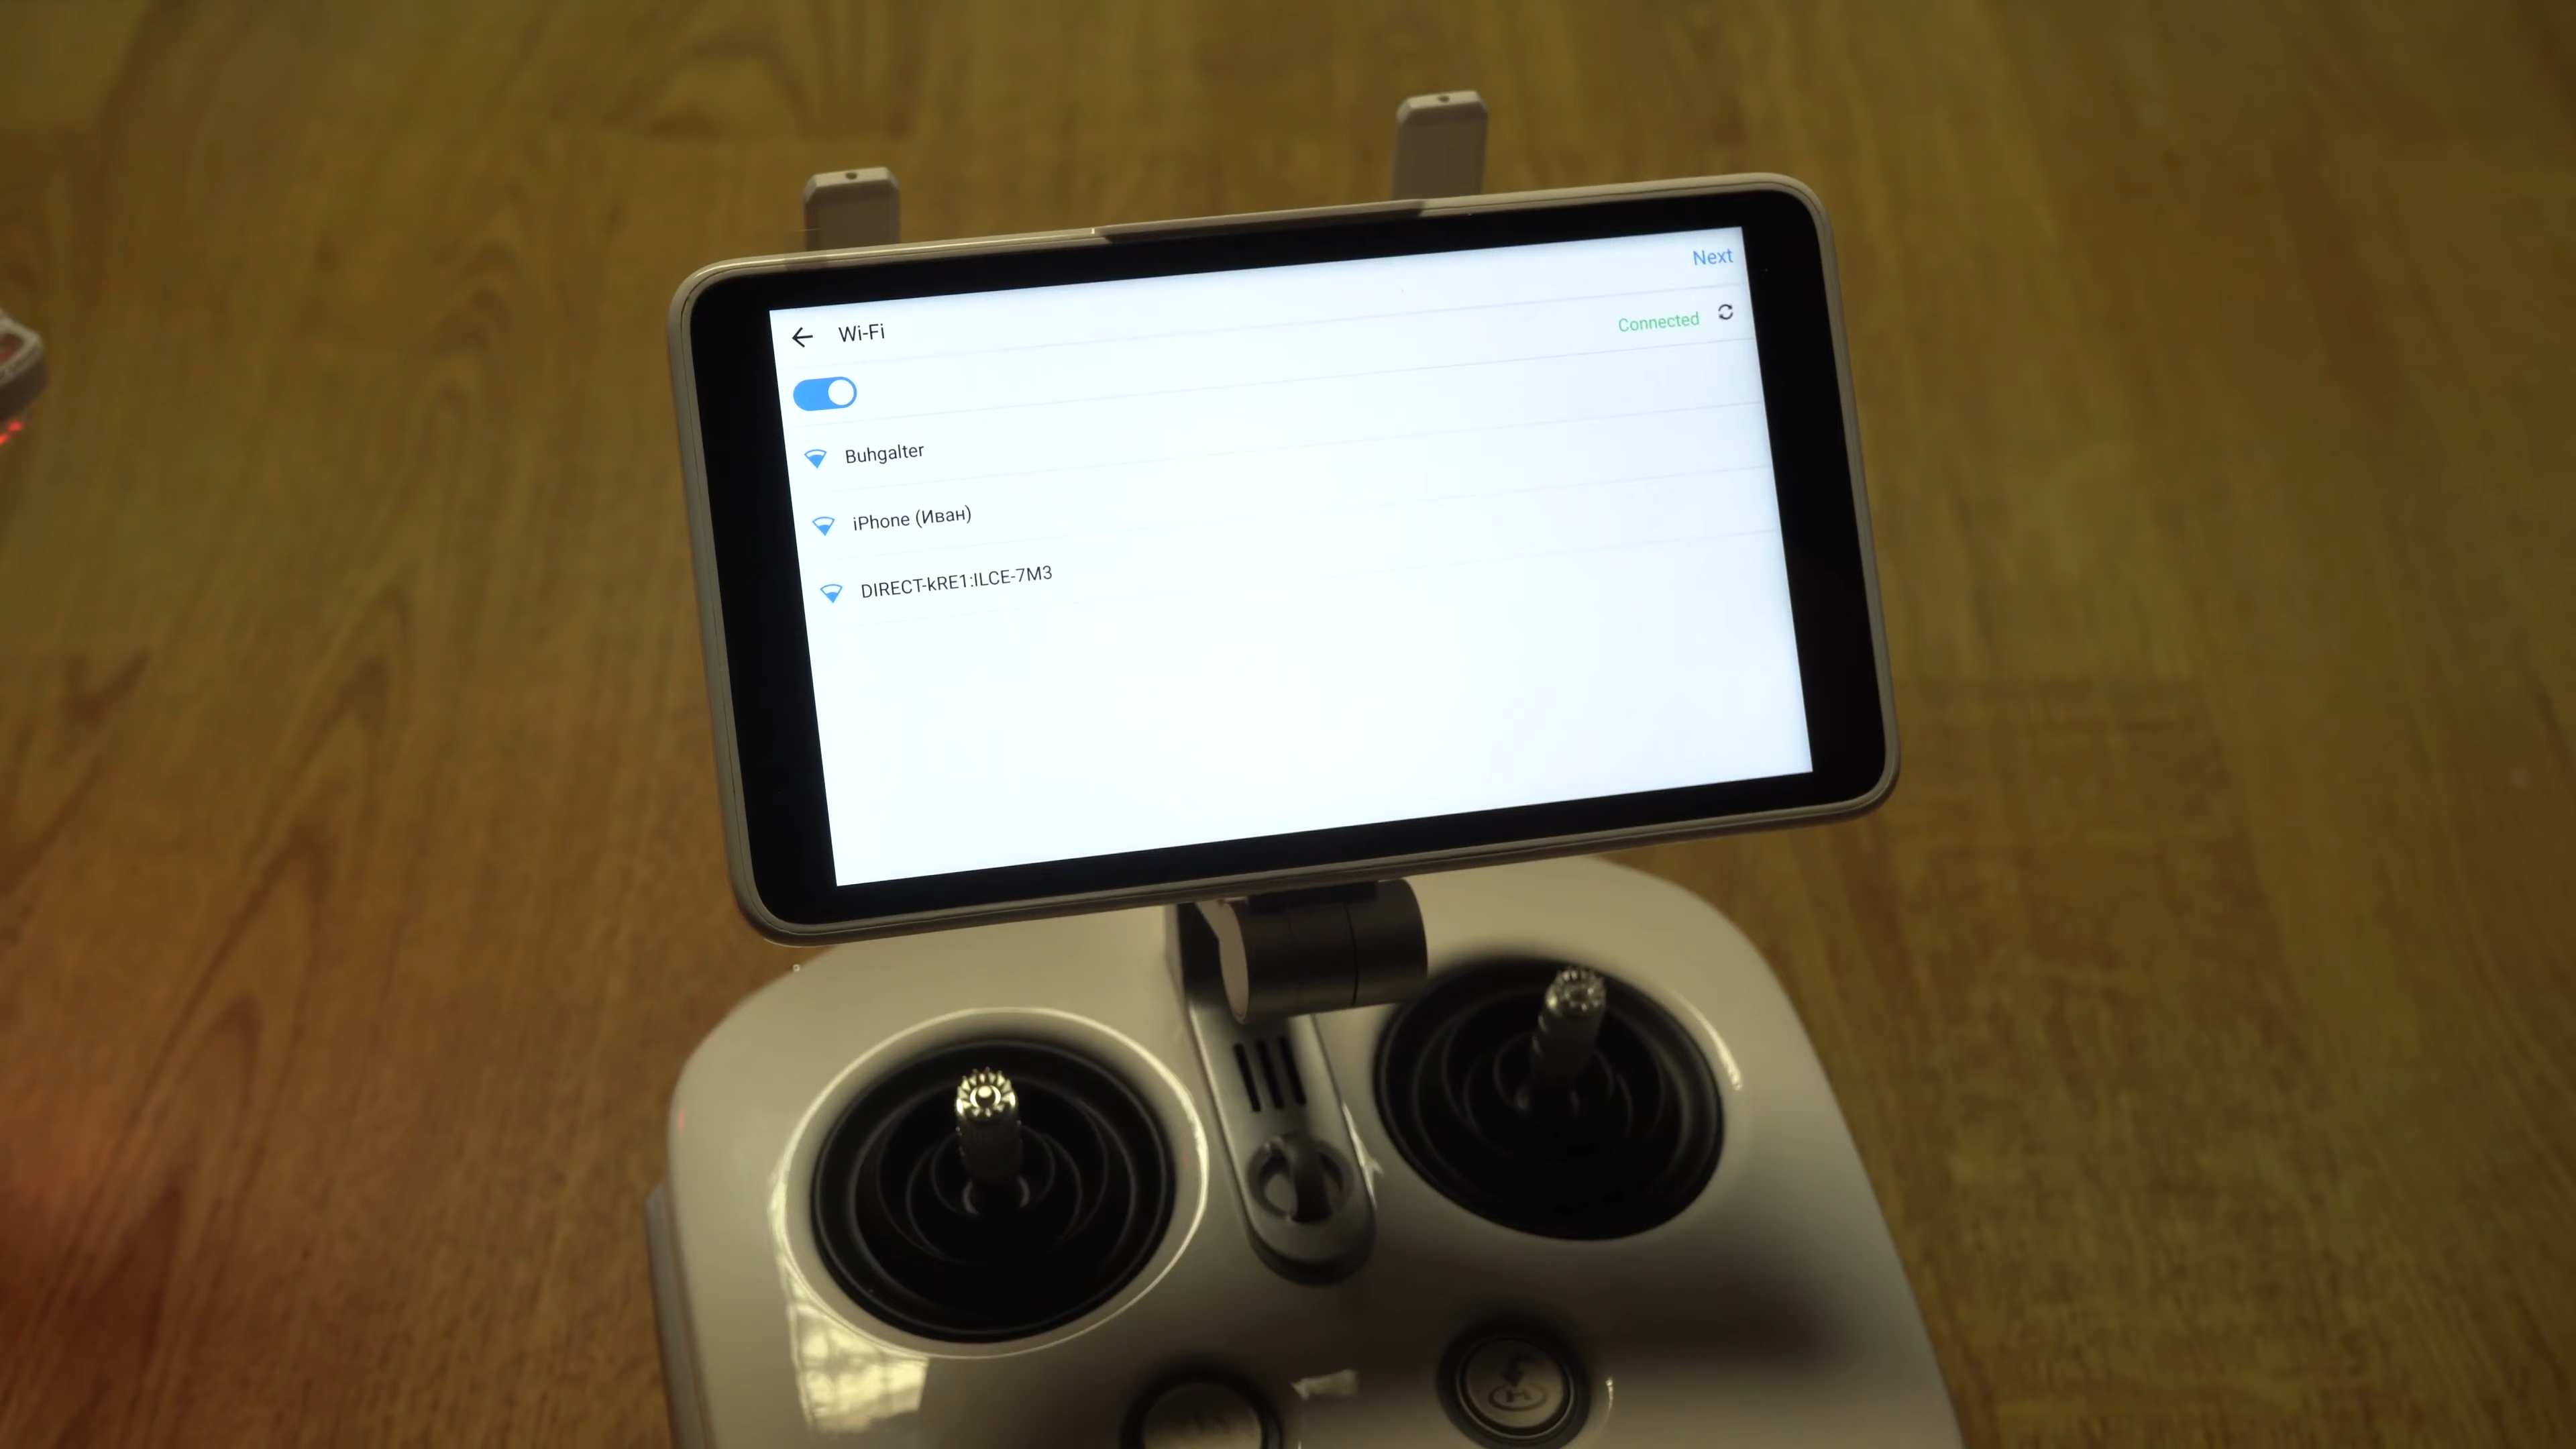 Next
Wi-Fi
Connected
Buhgalter
iPhone (Иван)
DIRECT-kRE1:ILCE-7M3
H